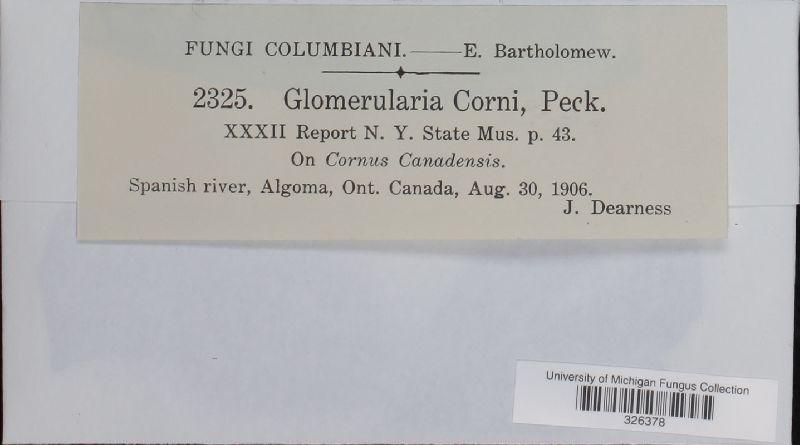 FUNGI COLUMBIANI.——E. Bartholomew.
2325. Glomerularia Corni, Peck.
XXXII Report N. Y. State Mus. p. 43.
On Cornus Canadensis.
Spanish river, Algoma, Ont. Canada, Aug. 30, 1906.
J. Dearness
University of Michigan Fungus Collection
326378